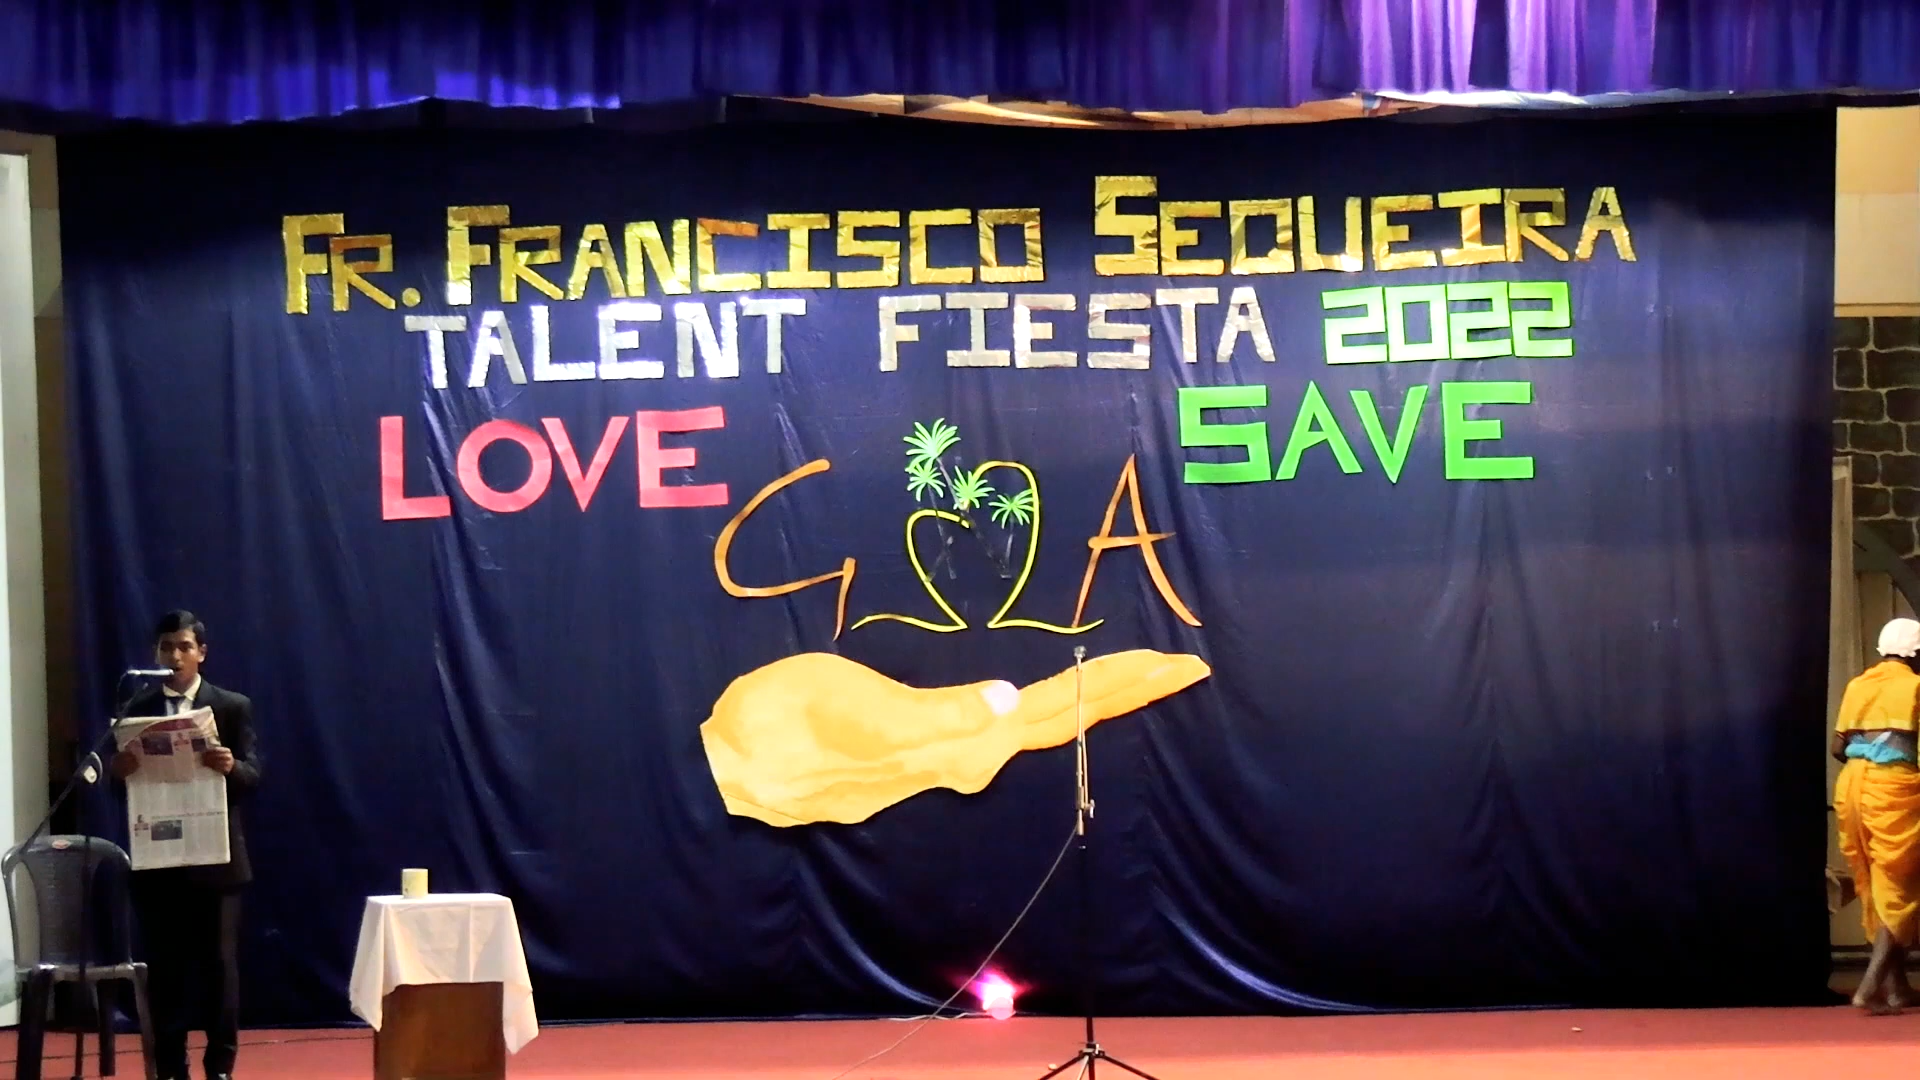 FR. FRANCISCO SEQUEIRA
TALENT FIESTA 2022
LOVE SAVE
GOA